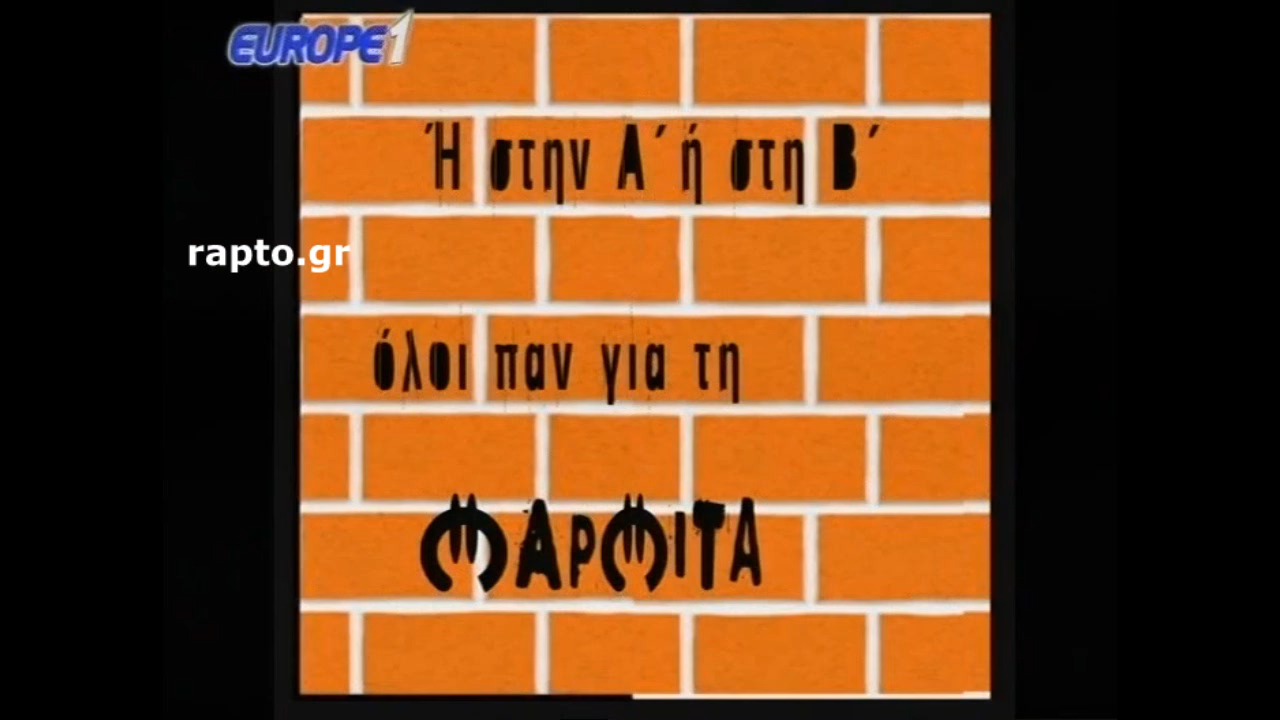 EUROPE1
Ή στην Α΄ ή στη Β΄
rapto.gr
όλοι παν για τη
ΜΑΡΜΙΤΑ